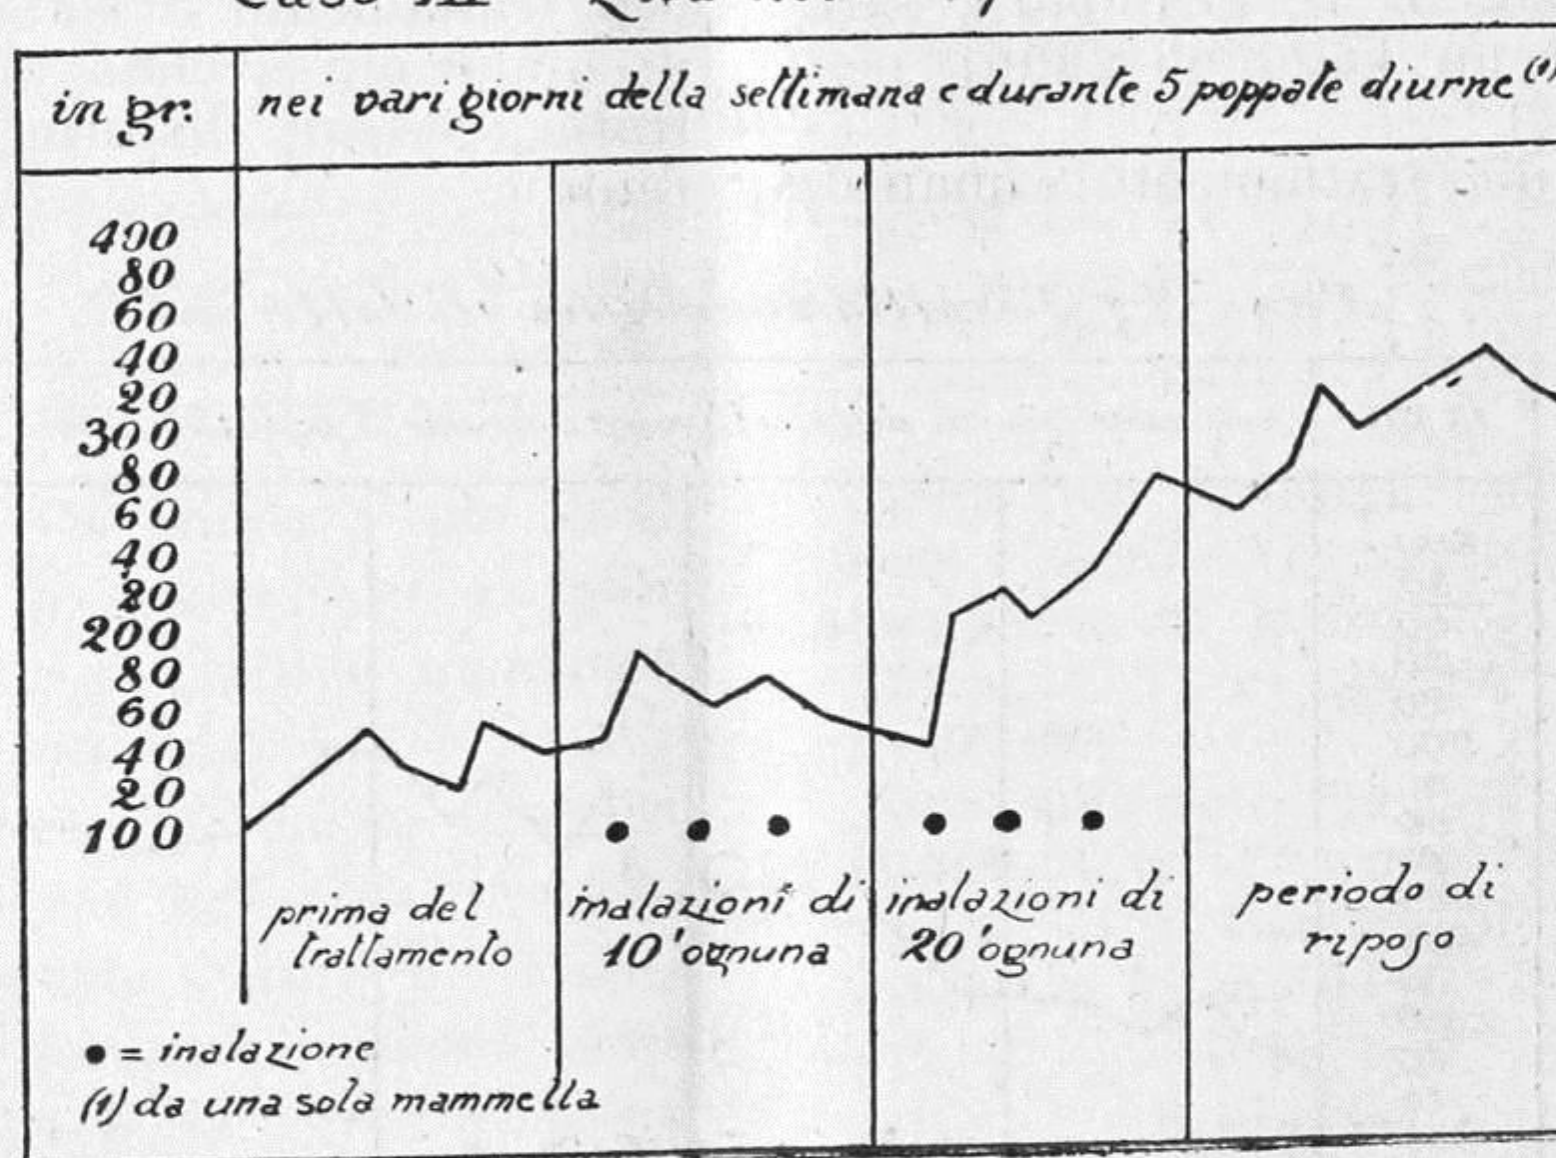 Caso III
in gr.
nei vari giorni della settimana e durante 5 poppate diurne (1)
400
80
60
40
20
300
80
60
40
20
200
80
60
40
20
100
prima del
trattamento
inalazioni di
10' ognuna
inalazioni di
20' ognuna
periodo di
riposo
● = inalazione
(1) da una sola mammella